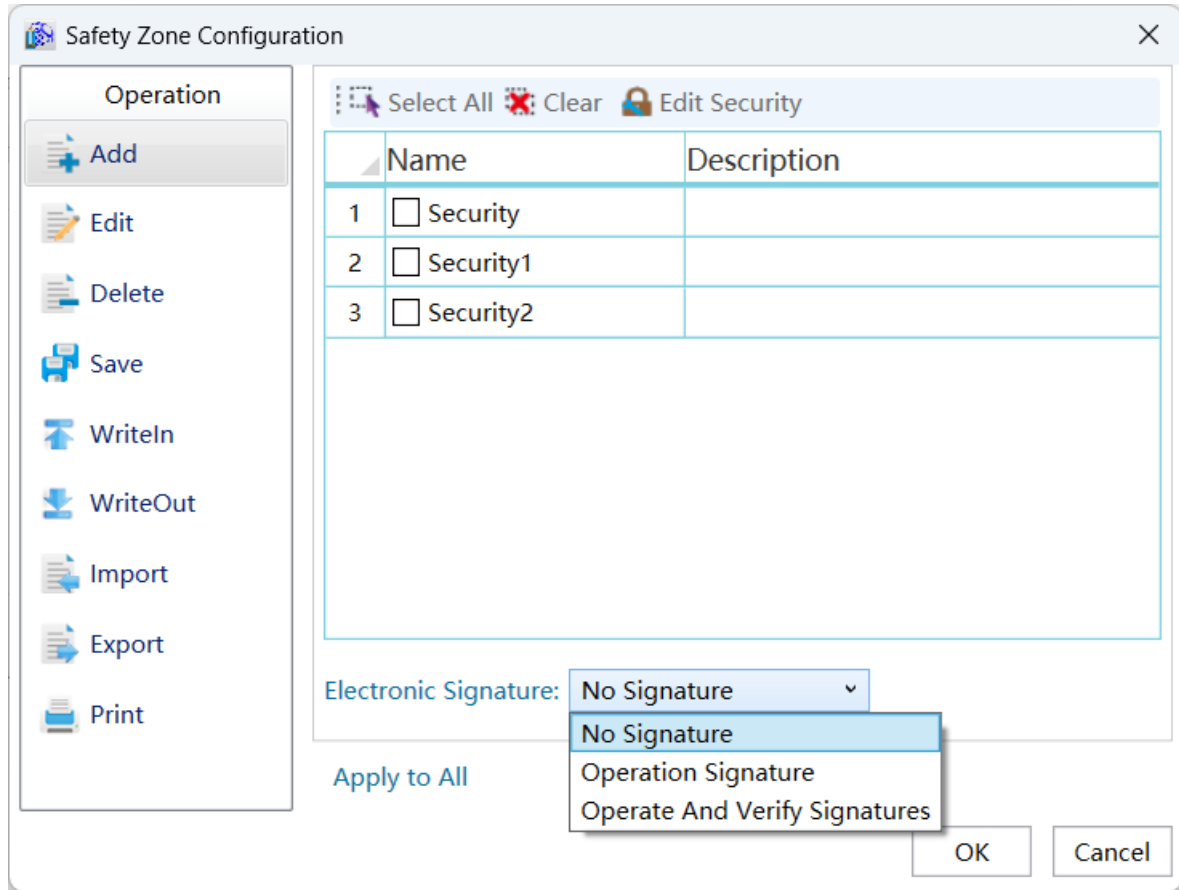 Safety Zone Configuration
Operation
Add
Edit
Delete
Save
WriteIn
WriteOut
Import
Export
Print
Select All Clear Edit Security
Name Description
1 Security
2 Security1
3 Security2
Electronic Signature: No Signature
No Signature
Operation Signature
Operate And Verify Signatures
Apply to All
OK Cancel